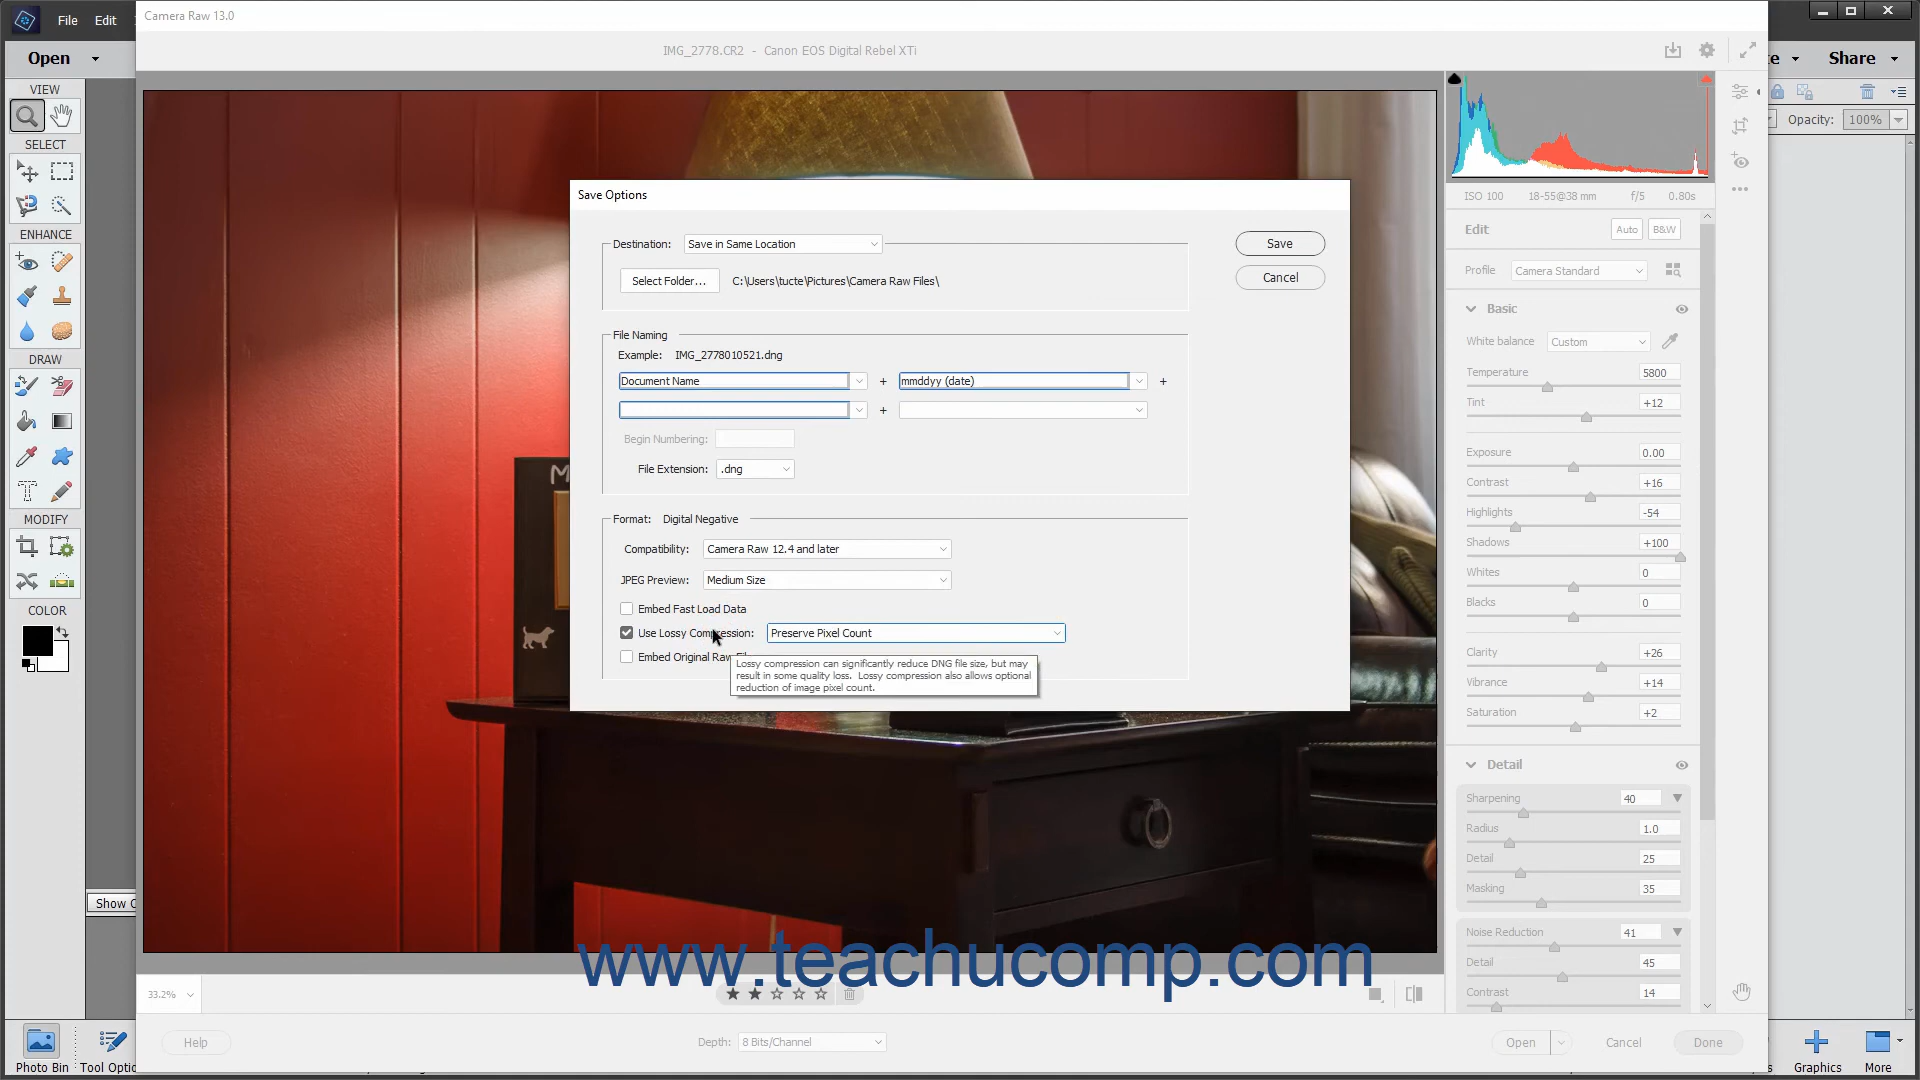 Camera Raw 13.0
File Edit
IMG_2778.CR2 - Canon EOS Digital Rebel XTi
Open
Share
VIEW
Opacity: 100%
SELECT
ISO 100 18-55@38 mm f/5 0.80s
Save Options
Edit Auto B&W
ENHANCE
Destination: Save in Same Location
Save
Select Folder... C:\Users\tucte\Pictures\Camera Raw Files\
Cancel
Profile Camera Standard
Basic
File Naming
White balance Custom
Example: IMG_2778010521.dng
DRAW
Temperature 5800
Document Name + mmddyy (date) +
Tint +12
+
Begin Numbering:
Exposure 0.00
File Extension: .dng
Contrast +16
Highlights -54
MODIFY
Format: Digital Negative
Shadows +100
Compatibility: Camera Raw 12.4 and later
Whites 0
JPEG Preview: Medium Size
Blacks 0
COLOR
Embed Fast Load Data
Use Lossy Compression: Preserve Pixel Count
Clarity +26
Embed Original Raw
Lossy compression can significantly reduce DNG file size, but may
result in some quality loss. Lossy compression also allows optional
reduction of image pixel count.
Vibrance +14
Saturation +2
Detail
Sharpening 40
Radius 1.0
Detail 25
Masking 35
Show
Noise Reduction 41
Detail 45
Contrast 14
www.teachucomp.com
33.2%
Help
Depth: 8 Bits/Channel
Open Cancel Done
Photo Bin Tool Optio
Graphics More